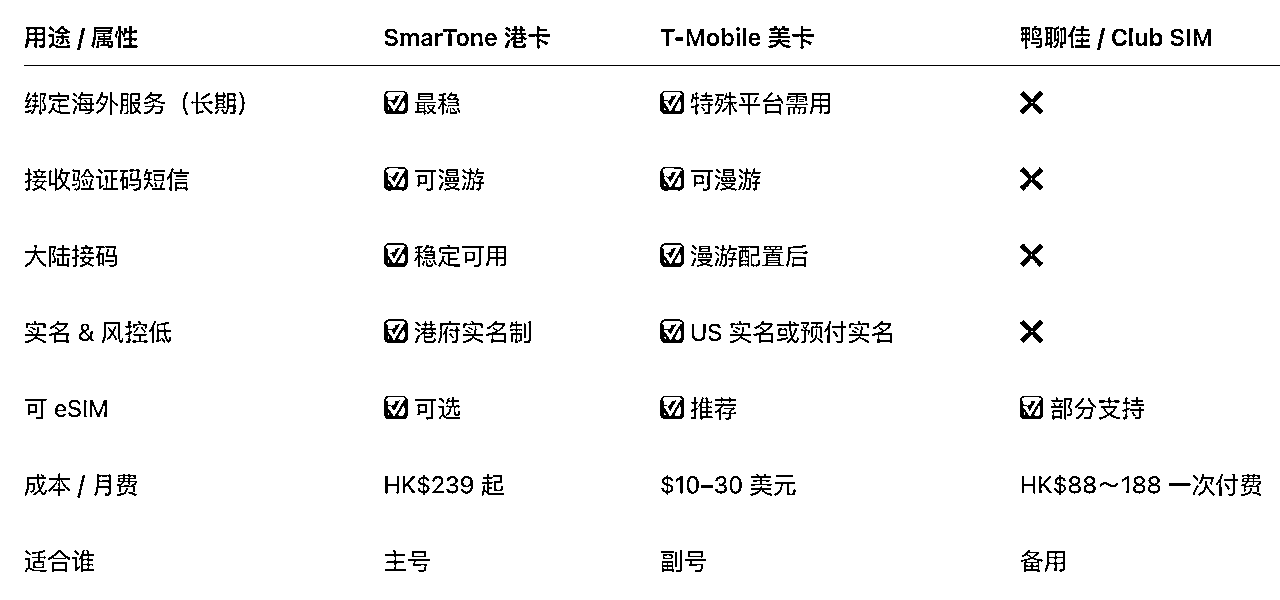 用途 / 属性 SmarTone 港卡 T-Mobile 美卡 鸭聊佳 / Club SIM
绑定海外服务（长期） ☑ 最稳 ☑ 特殊平台需用 ✕
接收验证码短信 ☑ 可漫游 ☑ 可漫游 ✕
大陆接码 ☑ 稳定可用 ☑ 漫游配置后 ✕
实名 & 风控低 ☑ 港府实名制 ☑ US 实名或预付实名 ✕
可 eSIM ☑ 可选 ☑ 推荐 ☑ 部分支持
成本 / 月费 HK$239 起 $10–30 美元 HK$88～188 一次付费
适合谁 主号 副号 备用